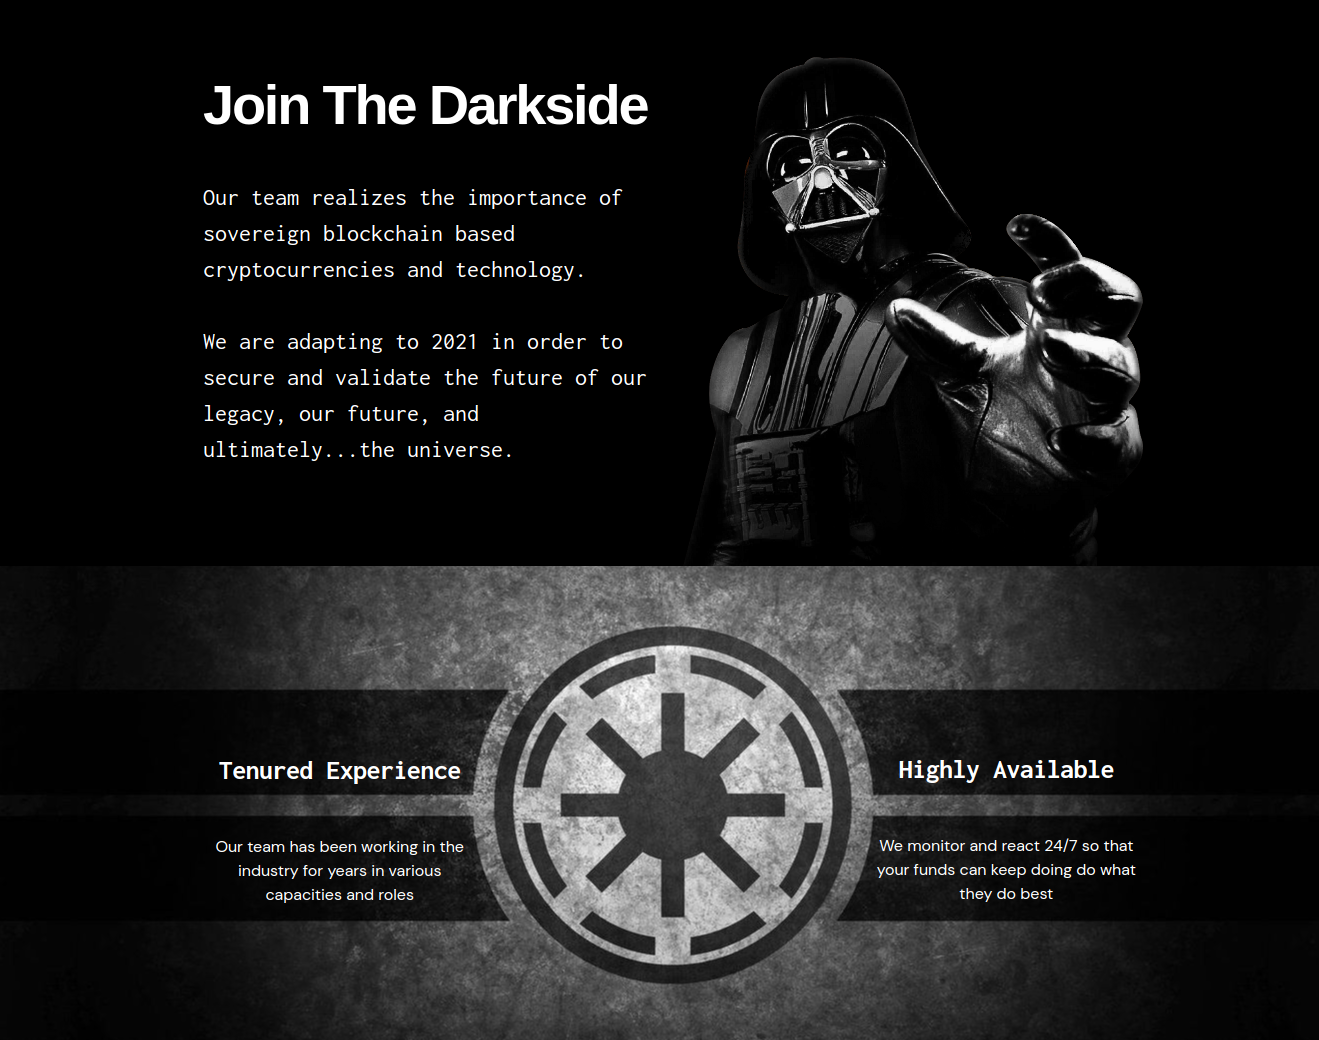 Join The Darkside
Our team realizes the importance of
sovereign blockchain based
cryptocurrencies and technology.
We are adapting to 2021 in order to
secure and validate the future of our
legacy, our future, and
ultimately...the universe.
Tenured Experience
Our team has been working in the
industry for years in various
capacities and roles
Highly Available
We monitor and react 24/7 so that
your funds can keep doing do what
they do best